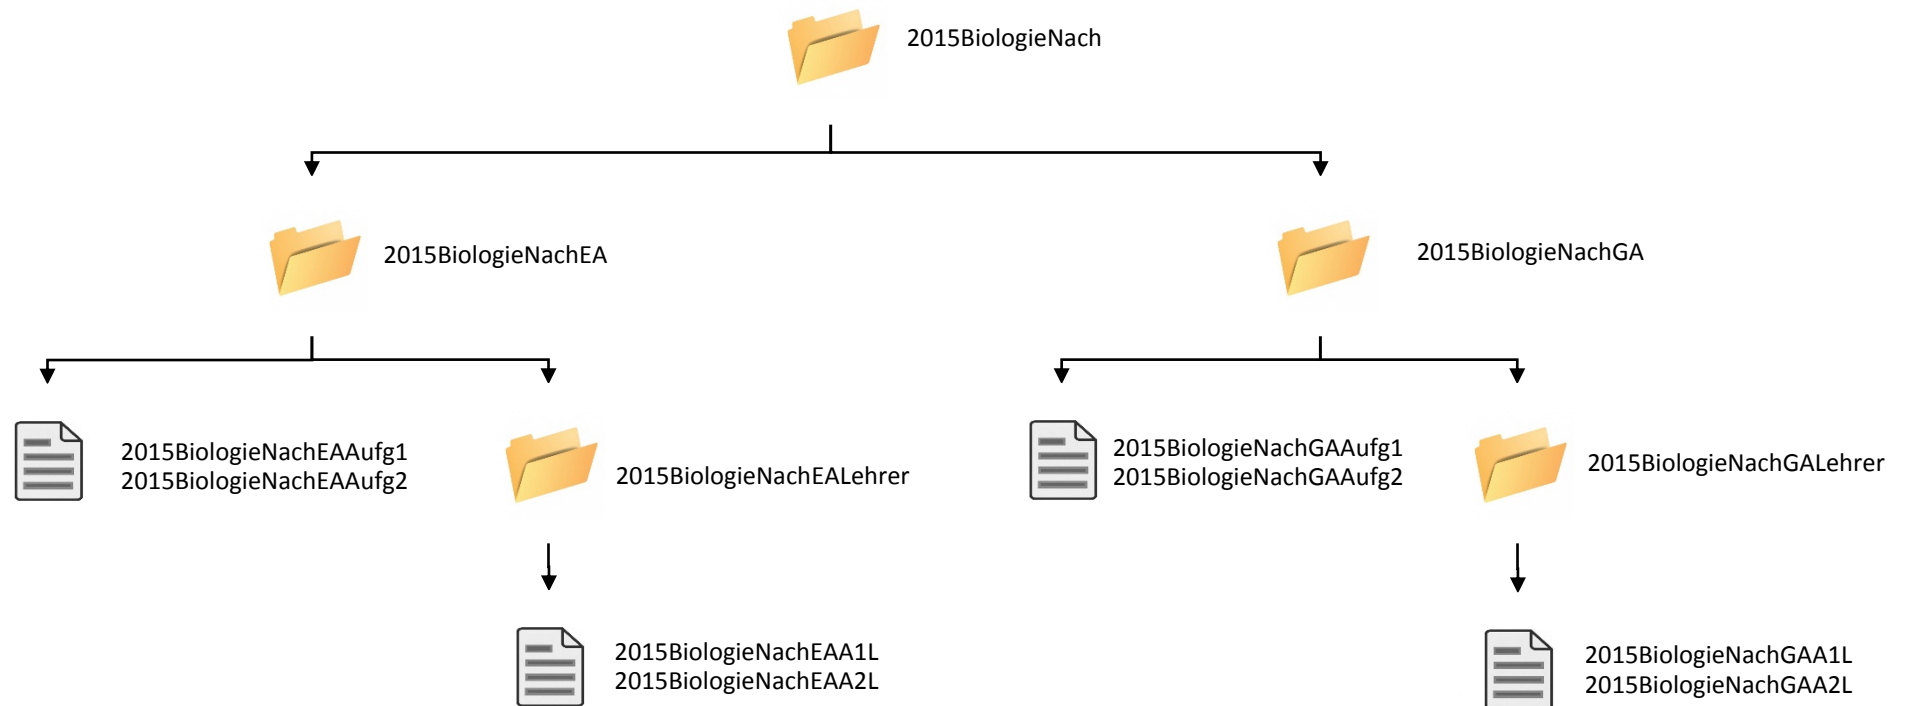 2015BiologieNach
2015BiologieNachEA
2015BiologieNachGA
2015BiologieNachEAAufg1
2015BiologieNachEAAufg2
2015BiologieNachEALehrer
2015BiologieNachGAAufg1
2015BiologieNachGAAufg2
2015BiologieNachGALehrer
2015BiologieNachEAA1L
2015BiologieNachEAA2L
2015BiologieNachGAA1L
2015BiologieNachGAA2L